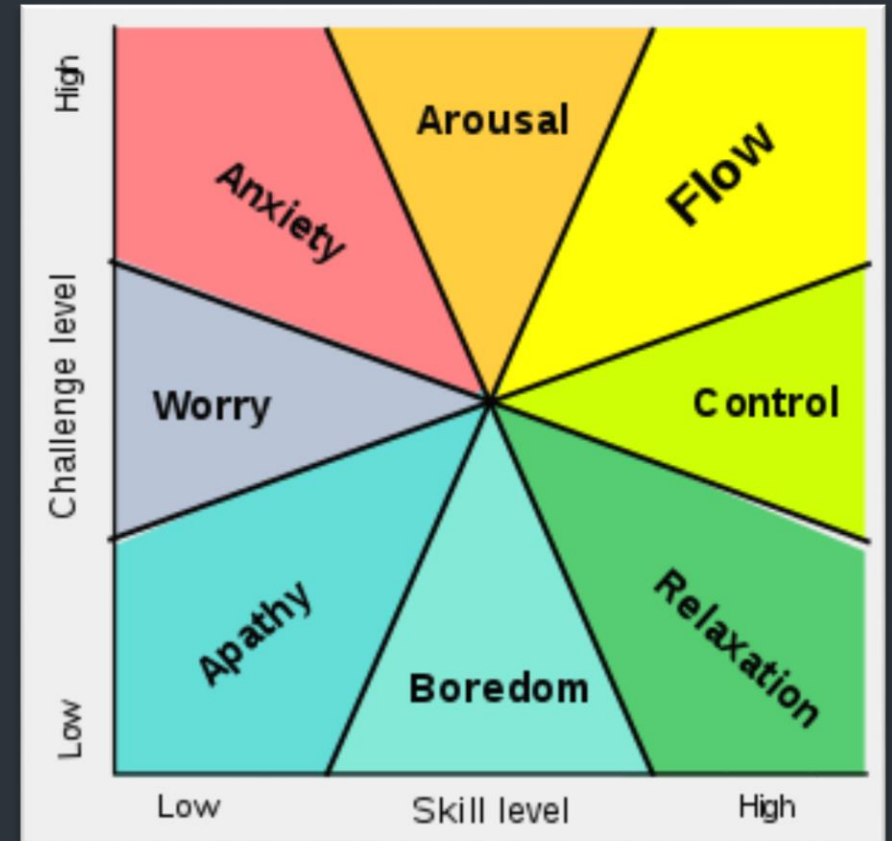 High
Arousal
Flow
Anxiety
Challenge level
Worry
Control
Apathy
Relaxation
Boredom
Low
Low
Skill level
High